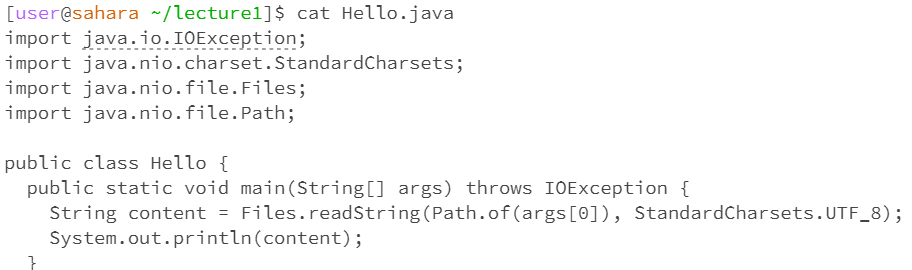 [user@sahara ~/lecture1]$ cat Hello.java
import java.io.IOException;
import java.nio.charset.StandardCharsets;
import java.nio.file.Files;
import java.nio.file.Path;

public class Hello {
  public static void main(String[] args) throws IOException {
    String content = Files.readString(Path.of(args[0]), StandardCharsets.UTF_8);
    System.out.println(content);
  }